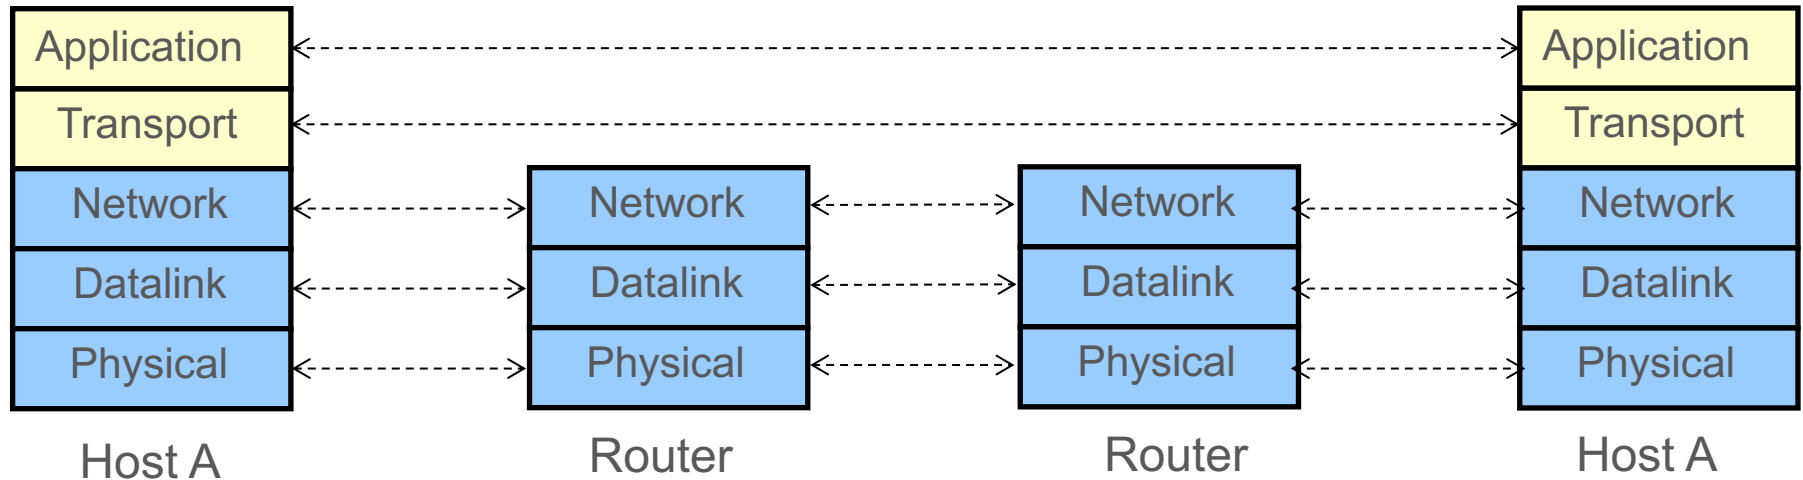 Application Application
Transport Transport
Network Network Network Network
Datalink Datalink Datalink Datalink
Physical Physical Physical Physical
Host A Router Router Host A